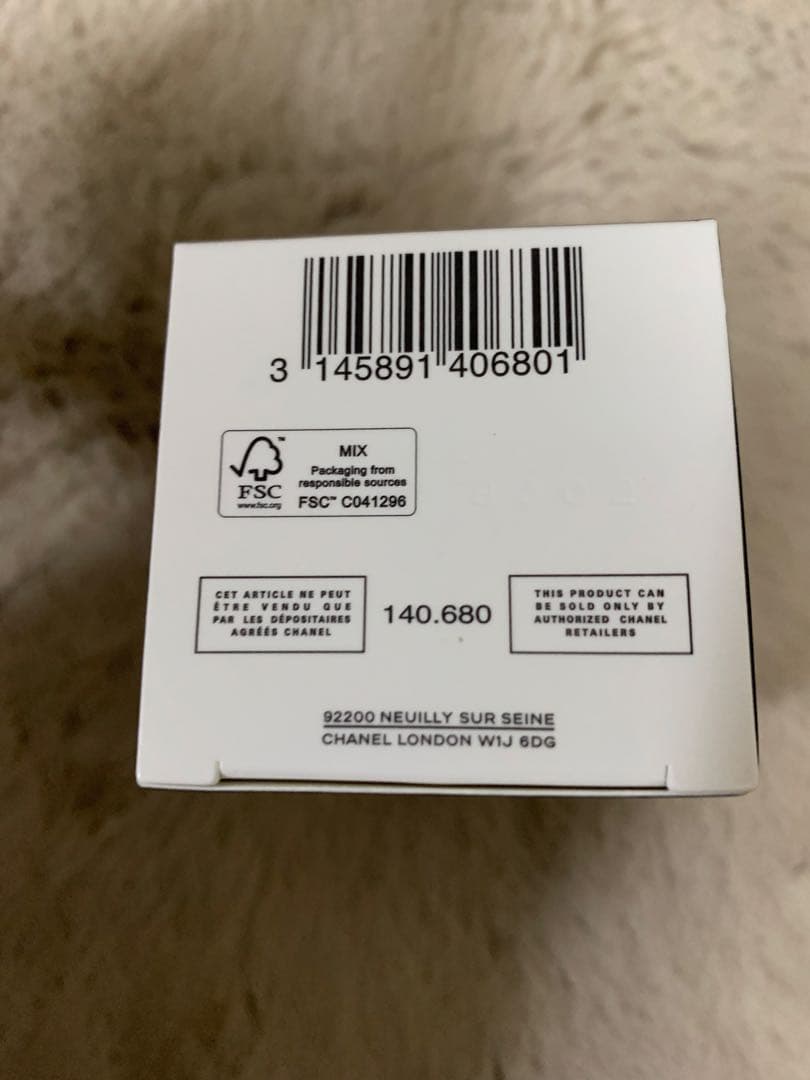 3 145891 406801
FSC™
www.fsc.org
MIX
Packaging from
responsible sources
FSC™ C041296
CET ARTICLE NE PEUT
ÊTRE VENDU QUE
PAR LES DÉPOSITAIRES
AGRÉÉS CHANEL
140.680
THIS PRODUCT CAN
BE SOLD ONLY BY
AUTHORIZED CHANEL
RETAILERS
92200 NEUILLY SUR SEINE
CHANEL LONDON W1J 6DG